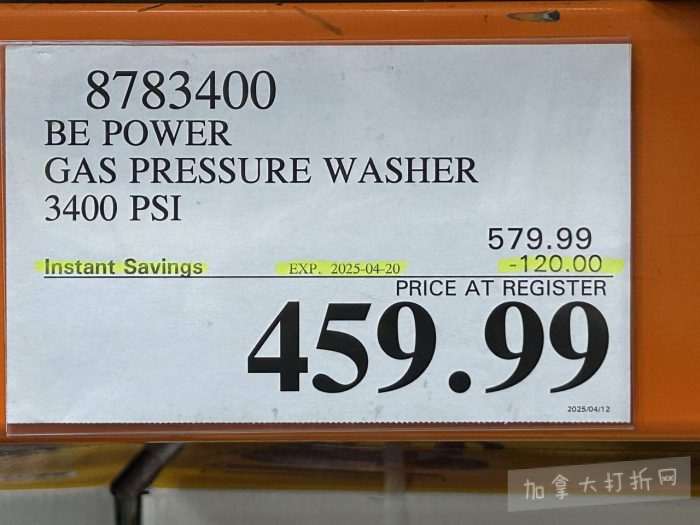 8783400
BE POWER
GAS PRESSURE WASHER
3400 PSI
579.99
Instant Savings EXP. 2025-04-20 -120.00
PRICE AT REGISTER
459.99
2025/04/12
加拿大打折网